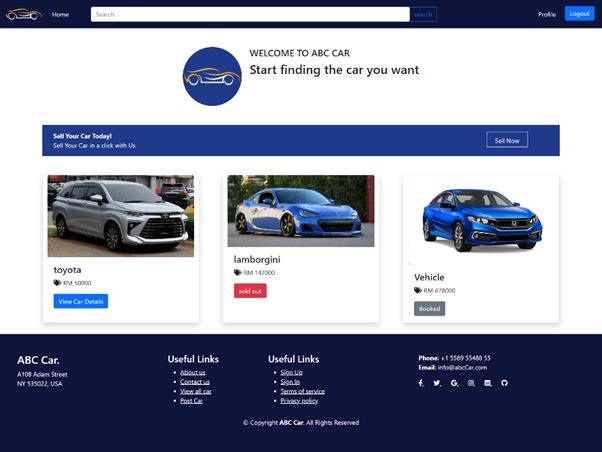 Home
Search
search
Profile
Logout
WELCOME TO ABC CAR
Start finding the car you want
Sell Your Car Today!
Sell Your Car in a click with Us
Sell Now
toyota
RM 50000
View Car Details
lamborgini
RM 142000
sold out
Vehicle
RM 678000
Booked
ABC Car.
A108 Adam Street
NY 535022, USA
Useful Links
About us
Contact us
View all car
Post Car
Useful Links
Sign Up
Sign In
Terms of service
Privacy policy
Phone: +1 5589 55488 55
Email: info@abcCar.com
© Copyright ABC Car. All Rights Reserved